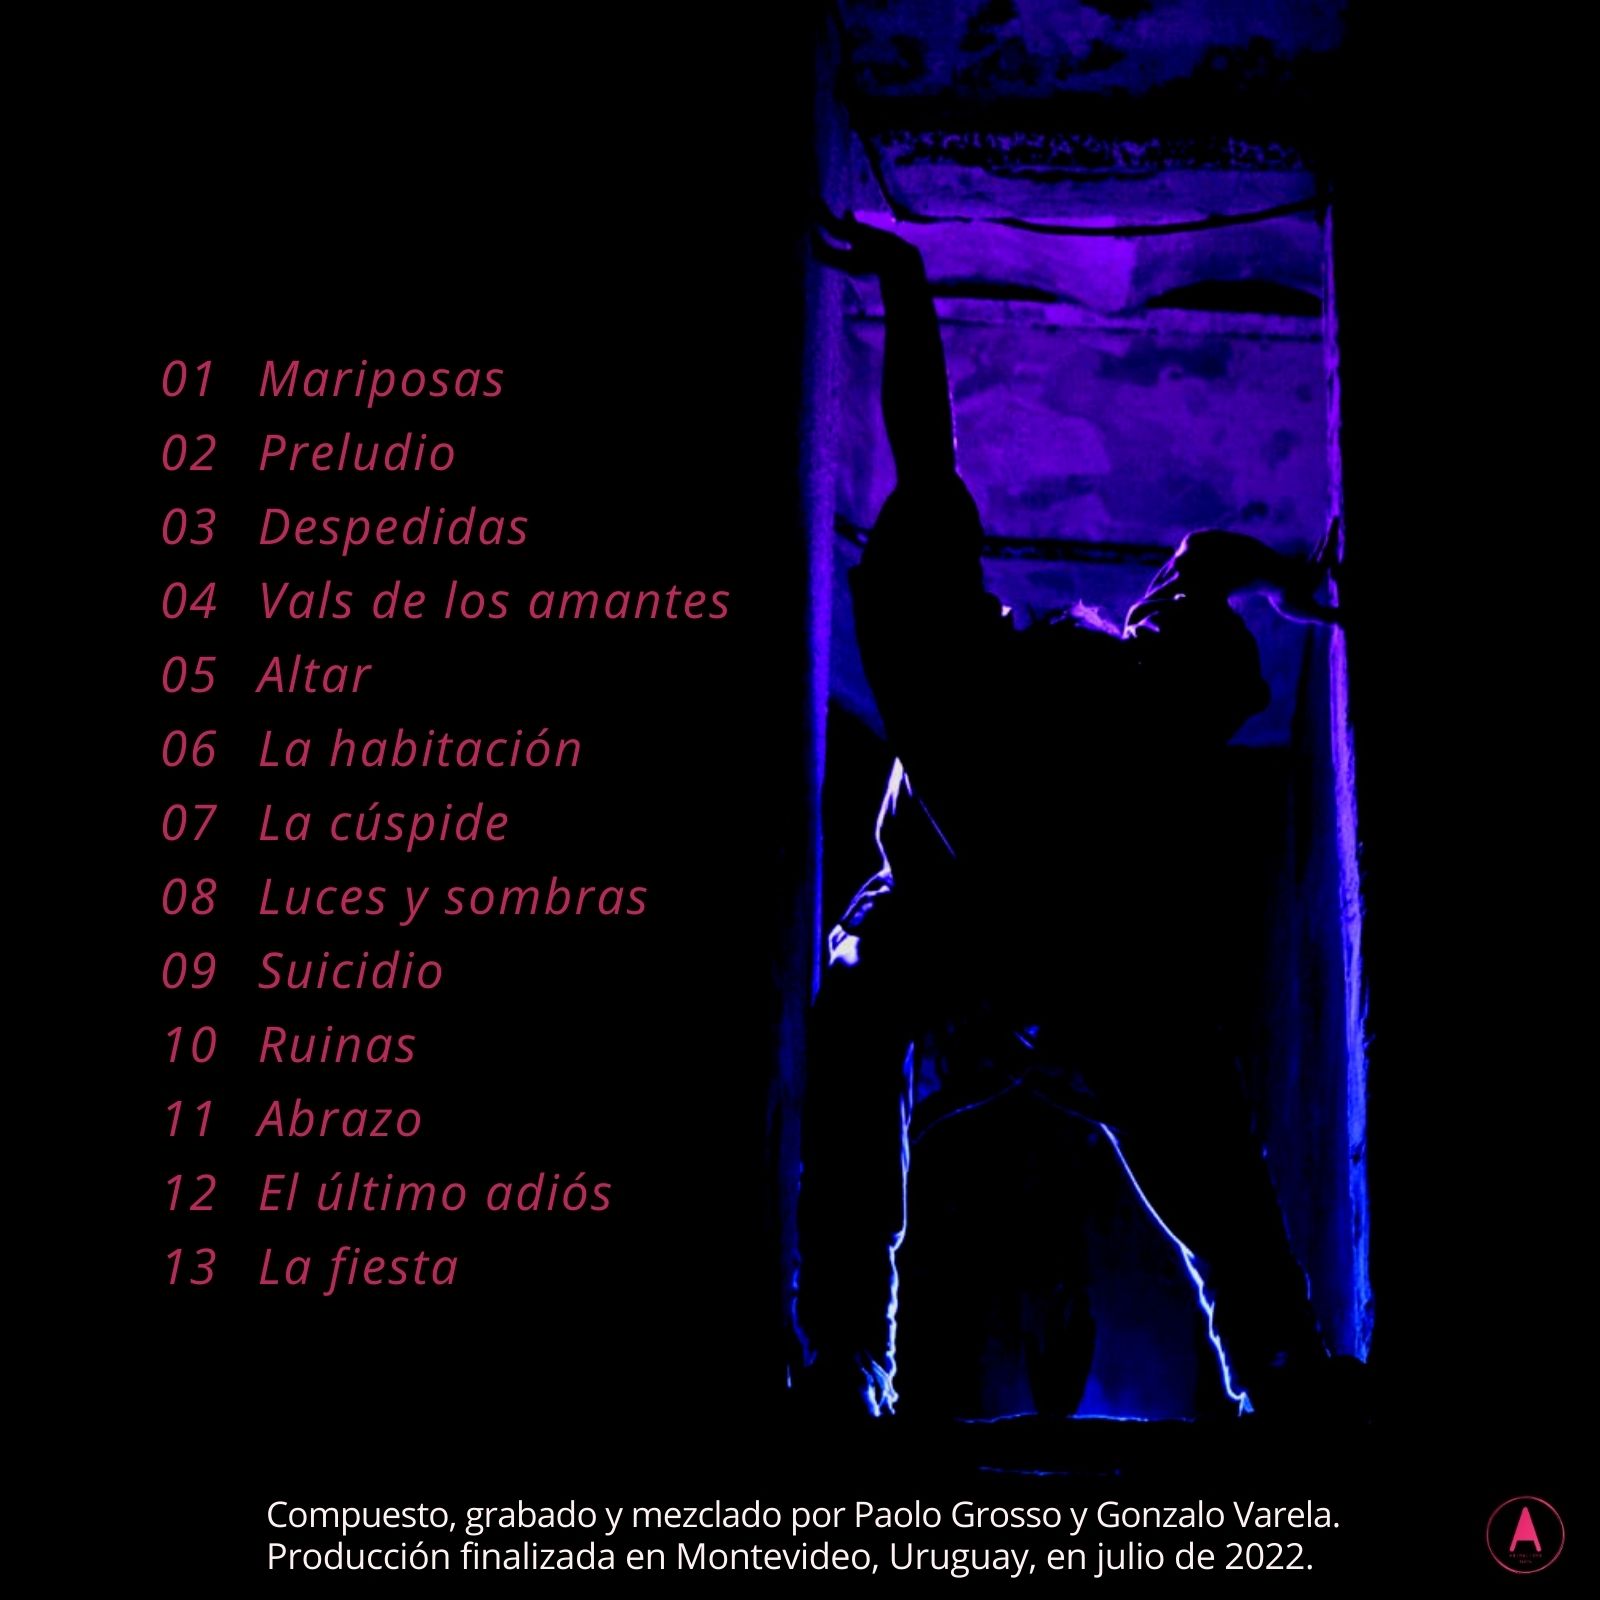 01 Mariposas
02 Preludio
03 Despedidas
04 Vals de los amantes
05 Altar
06 La habitación
07 La cúspide
08 Luces y sombras
09 Suicidio
10 Ruinas
11 Abrazo
12 El último adiós
13 La fiesta
Compuesto, grabado y mezclado por Paolo Grosso y Gonzalo Varela.
Producción finalizada en Montevideo, Uruguay, en julio de 2022.
A